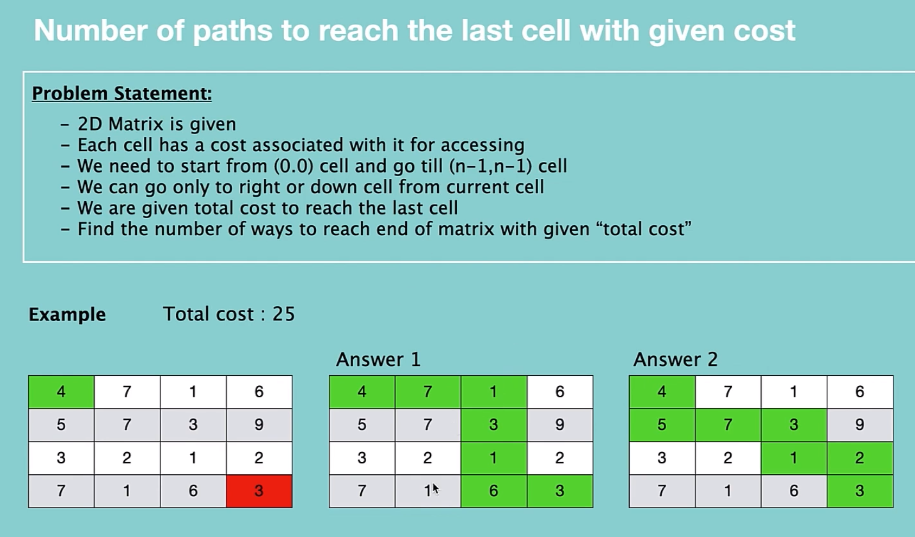 Number of paths to reach the last cell with given cost
Problem Statement:
- 2D Matrix is given
- Each cell has a cost associated with it for accessing
- We need to start from (0.0) cell and go till (n-1,n-1) cell
- We can go only to right or down cell from current cell
- We are given total cost to reach the last cell
- Find the number of ways to reach end of matrix with given “total cost”
Example Total cost : 25
4 7 1 6
5 7 3 9
3 2 1 2
7 1 6 3
Answer 1
4 7 1 6
5 7 3 9
3 2 1 2
7 1 6 3
Answer 2
4 7 1 6
5 7 3 9
3 2 1 2
7 1 6 3